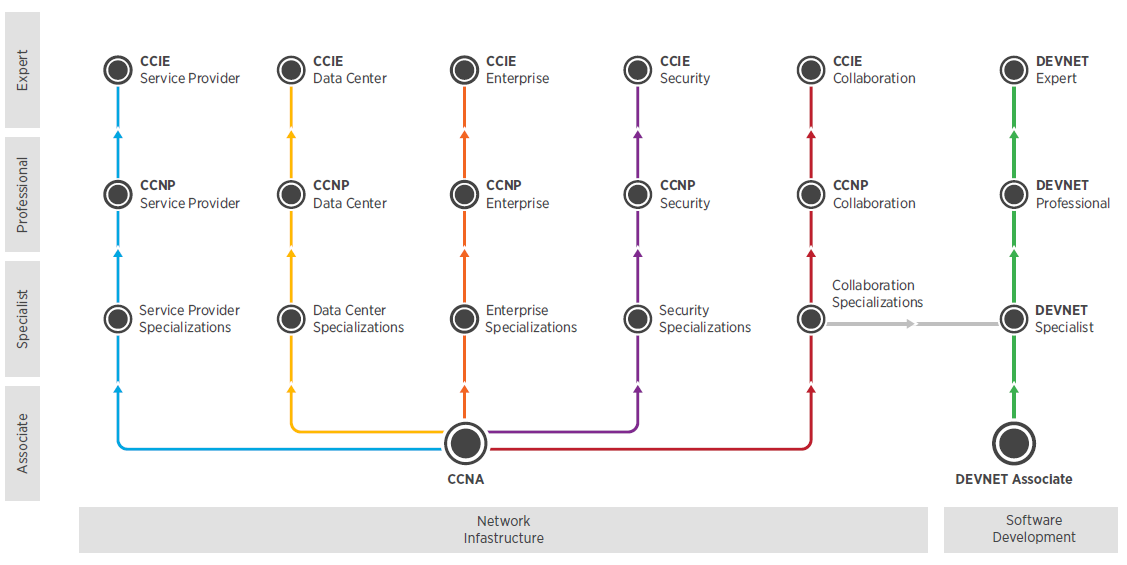 Expert
CCIE
Service Provider
CCIE
Data Center
CCIE
Enterprise
CCIE
Security
CCIE
Collaboration
DEVNET
Expert
Professional
CCNP
Service Provider
CCNP
Data Center
CCNP
Enterprise
CCNP
Security
CCNP
Collaboration
DEVNET
Professional
Specialist
Service Provider
Specializations
Data Center
Specializations
Enterprise
Specializations
Security
Specializations
Collaboration
Specializations
DEVNET
Specialist
Associate
CCNA
DEVNET Associate
Network
Infastructure
Software
Development